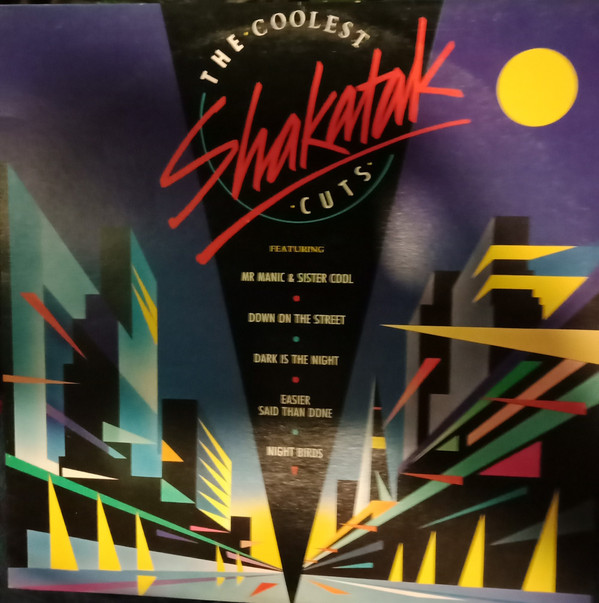 THE·COOLEST
Shakatak
·CUTS·
FEATURING
MR MANIC & SISTER COOL
DOWN ON THE STREET
DARK IS THE NIGHT
EASIER
SAID THAN DONE
NIGHT BIRDS